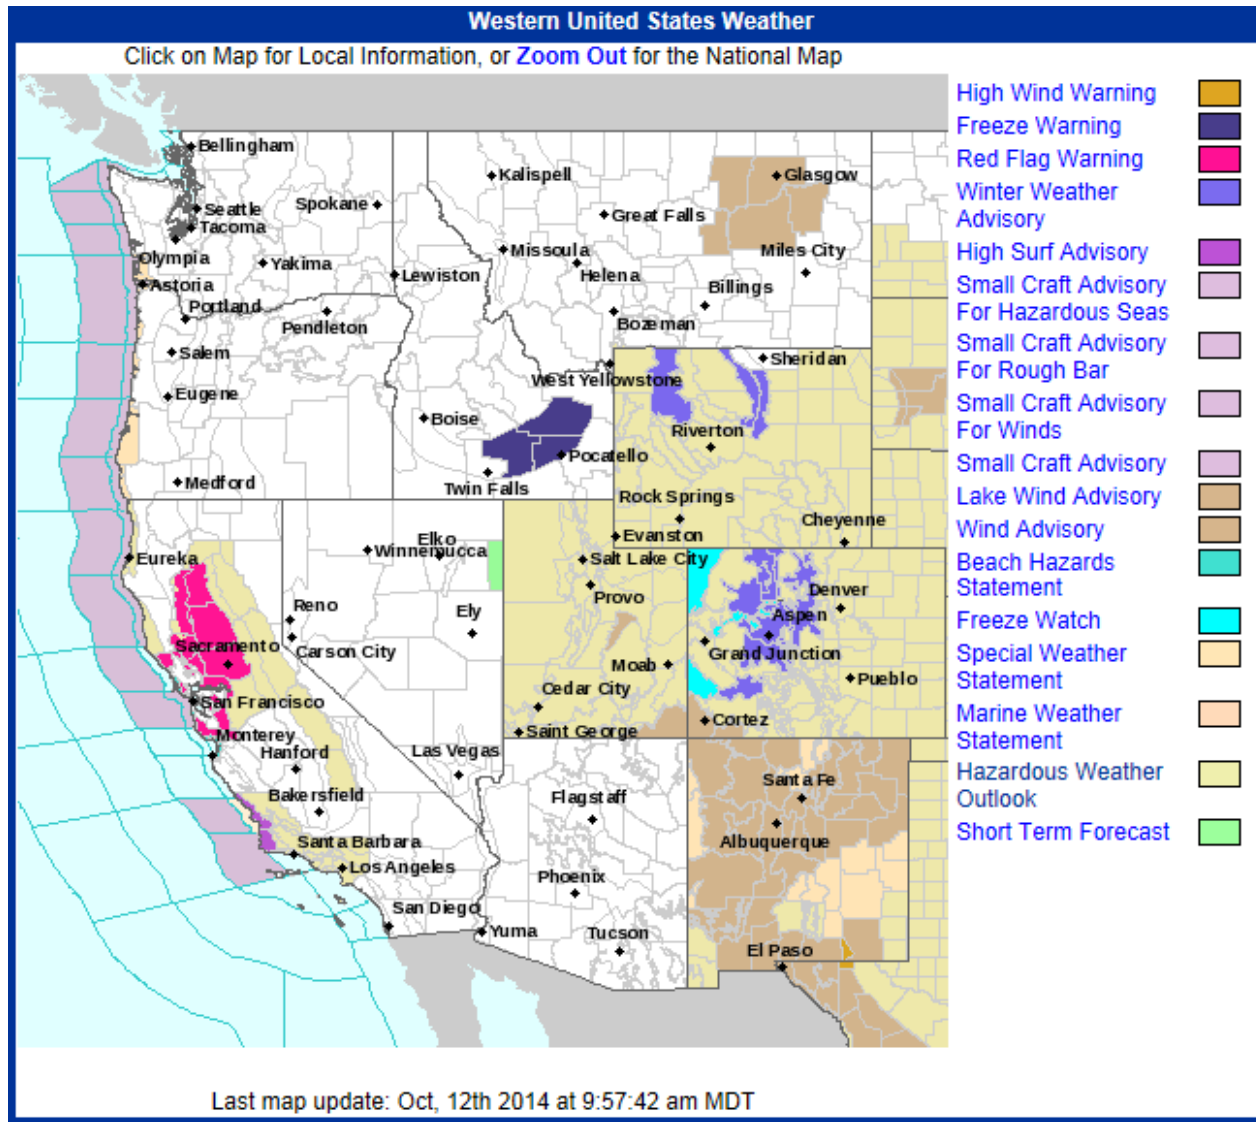 Western United States Weather
Click on Map for Local Information, or Zoom Out for the National Map
High Wind Warning
Freeze Warning
Red Flag Warning
Winter Weather
Advisory
High Surf Advisory
Small Craft Advisory
For Hazardous Seas
Small Craft Advisory
For Rough Bar
Small Craft Advisory
For Winds
Small Craft Advisory
Lake Wind Advisory
Wind Advisory
Beach Hazards
Statement
Freeze Watch
Special Weather
Statement
Marine Weather
Statement
Hazardous Weather
Outlook
Short Term Forecast
Bellingham
Kalispell
Glasgow
Seattle
Spokane
Great Falls
Tacoma
Olympia
Yakima
Missoula
Miles City
Astoria
Lewiston
Helena
Billings
Portland
Pendleton
Bozeman
Salem
Sheridan
West Yellowstone
Eugene
Boise
Riverton
Pocatello
Medford
Twin Falls
Rock Springs
Cheyenne
Elko
Evanston
Eureka
Winnemucca
Salt Lake City
Provo
Denver
Reno
Ely
Aspen
Sacramento
Carson City
Grand Junction
Moab
Pueblo
Cedar City
San Francisco
Cortez
Saint George
Monterey
Hanford
Las Vegas
Santa Fe
Bakersfield
Flagstaff
Santa Barbara
Albuquerque
Los Angeles
Phoenix
San Diego
Yuma
Tucson
El Paso
Last map update: Oct, 12th 2014 at 9:57:42 am MDT